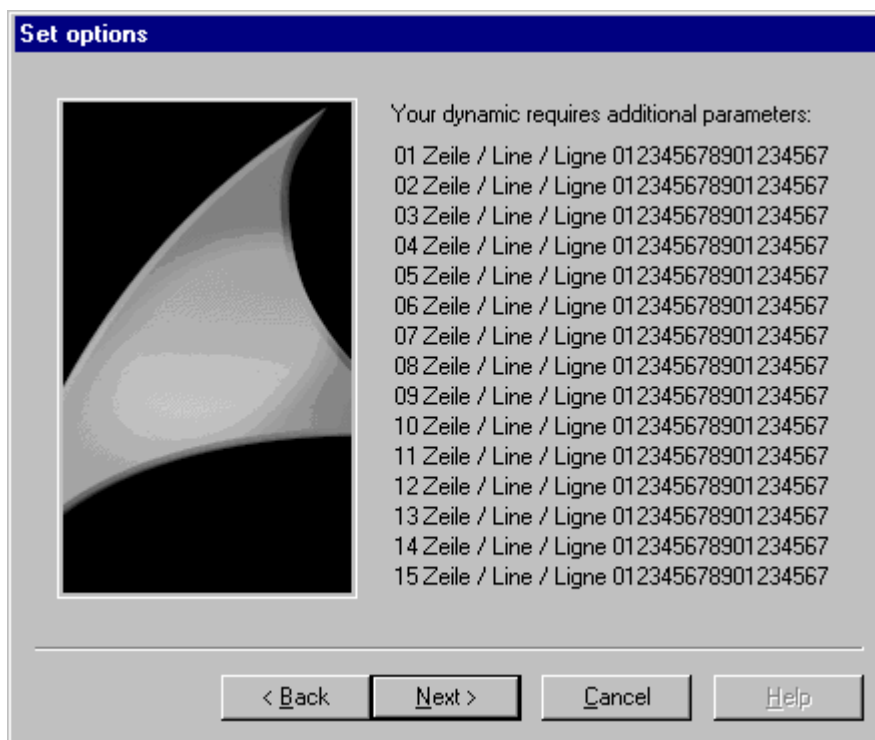 Set options
Your dynamic requires additional parameters:
01 Zeile / Line / Ligne 012345678901234567
02 Zeile / Line / Ligne 012345678901234567
03 Zeile / Line / Ligne 012345678901234567
04 Zeile / Line / Ligne 012345678901234567
05 Zeile / Line / Ligne 012345678901234567
06 Zeile / Line / Ligne 012345678901234567
07 Zeile / Line / Ligne 012345678901234567
08 Zeile / Line / Ligne 012345678901234567
09 Zeile / Line / Ligne 012345678901234567
10 Zeile / Line / Ligne 012345678901234567
11 Zeile / Line / Ligne 012345678901234567
12 Zeile / Line / Ligne 012345678901234567
13 Zeile / Line / Ligne 012345678901234567
14 Zeile / Line / Ligne 012345678901234567
15 Zeile / Line / Ligne 012345678901234567
< Back Next > Cancel Help